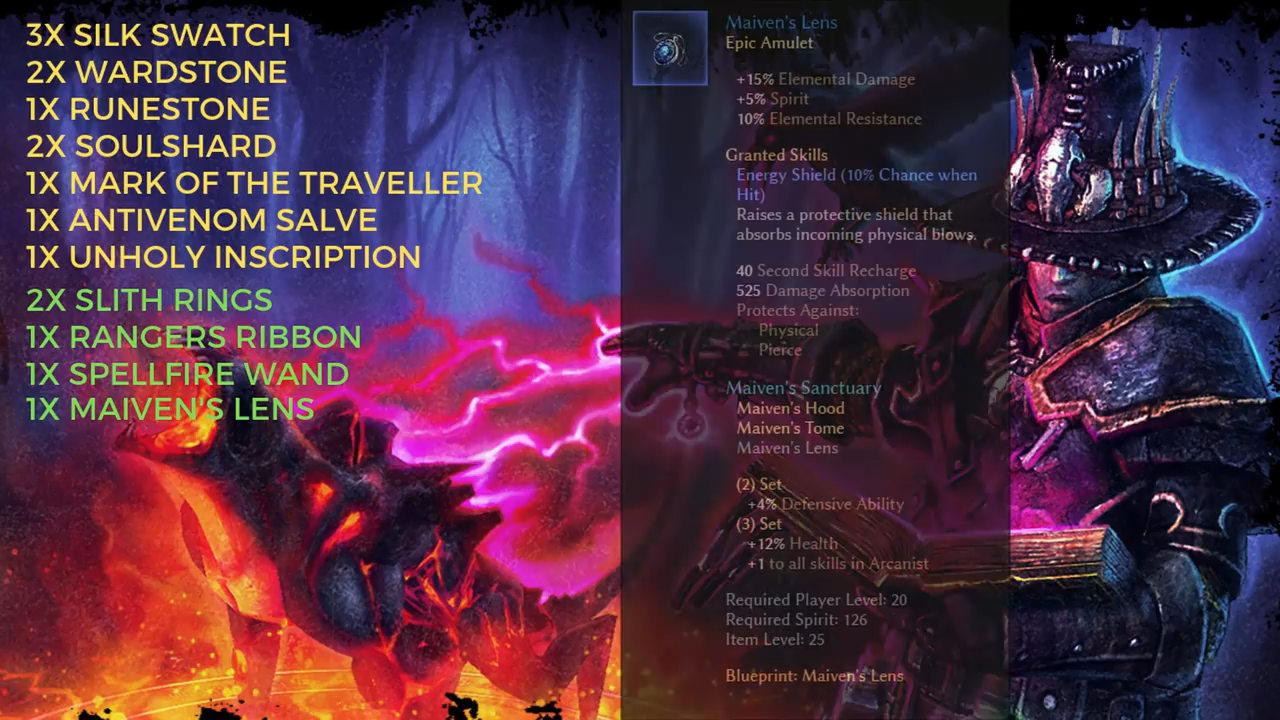 3X SILK SWATCH
2X WARDSTONE
1X RUNESTONE
2X SOULSHARD
1X MARK OF THE TRAVELLER
1X ANTIVENOM SALVE
1X UNHOLY INSCRIPTION
2X SLITH RINGS
1X RANGERS RIBBON
1X SPELLFIRE WAND
1X MAIVEN'S LENS
Maiven's Lens
Epic Amulet
+15% Elemental Damage
+5% Spirit
10% Elemental Resistance
Granted Skills
Energy Shield (10% Chance when
Hit)
Raises a protective shield that
absorbs incoming physical blows.
40 Second Skill Recharge
525 Damage Absorption
Protects Against:
Physical
Pierce
Maiven's Sanctuary
Maiven's Hood
Maiven's Tome
Maiven's Lens
(2) Set
+4% Defensive Ability
(3) Set
+12% Health
+1 to all skills in Arcanist
Required Player Level: 20
Required Spirit: 126
Item Level: 25
Blueprint: Maiven's Lens